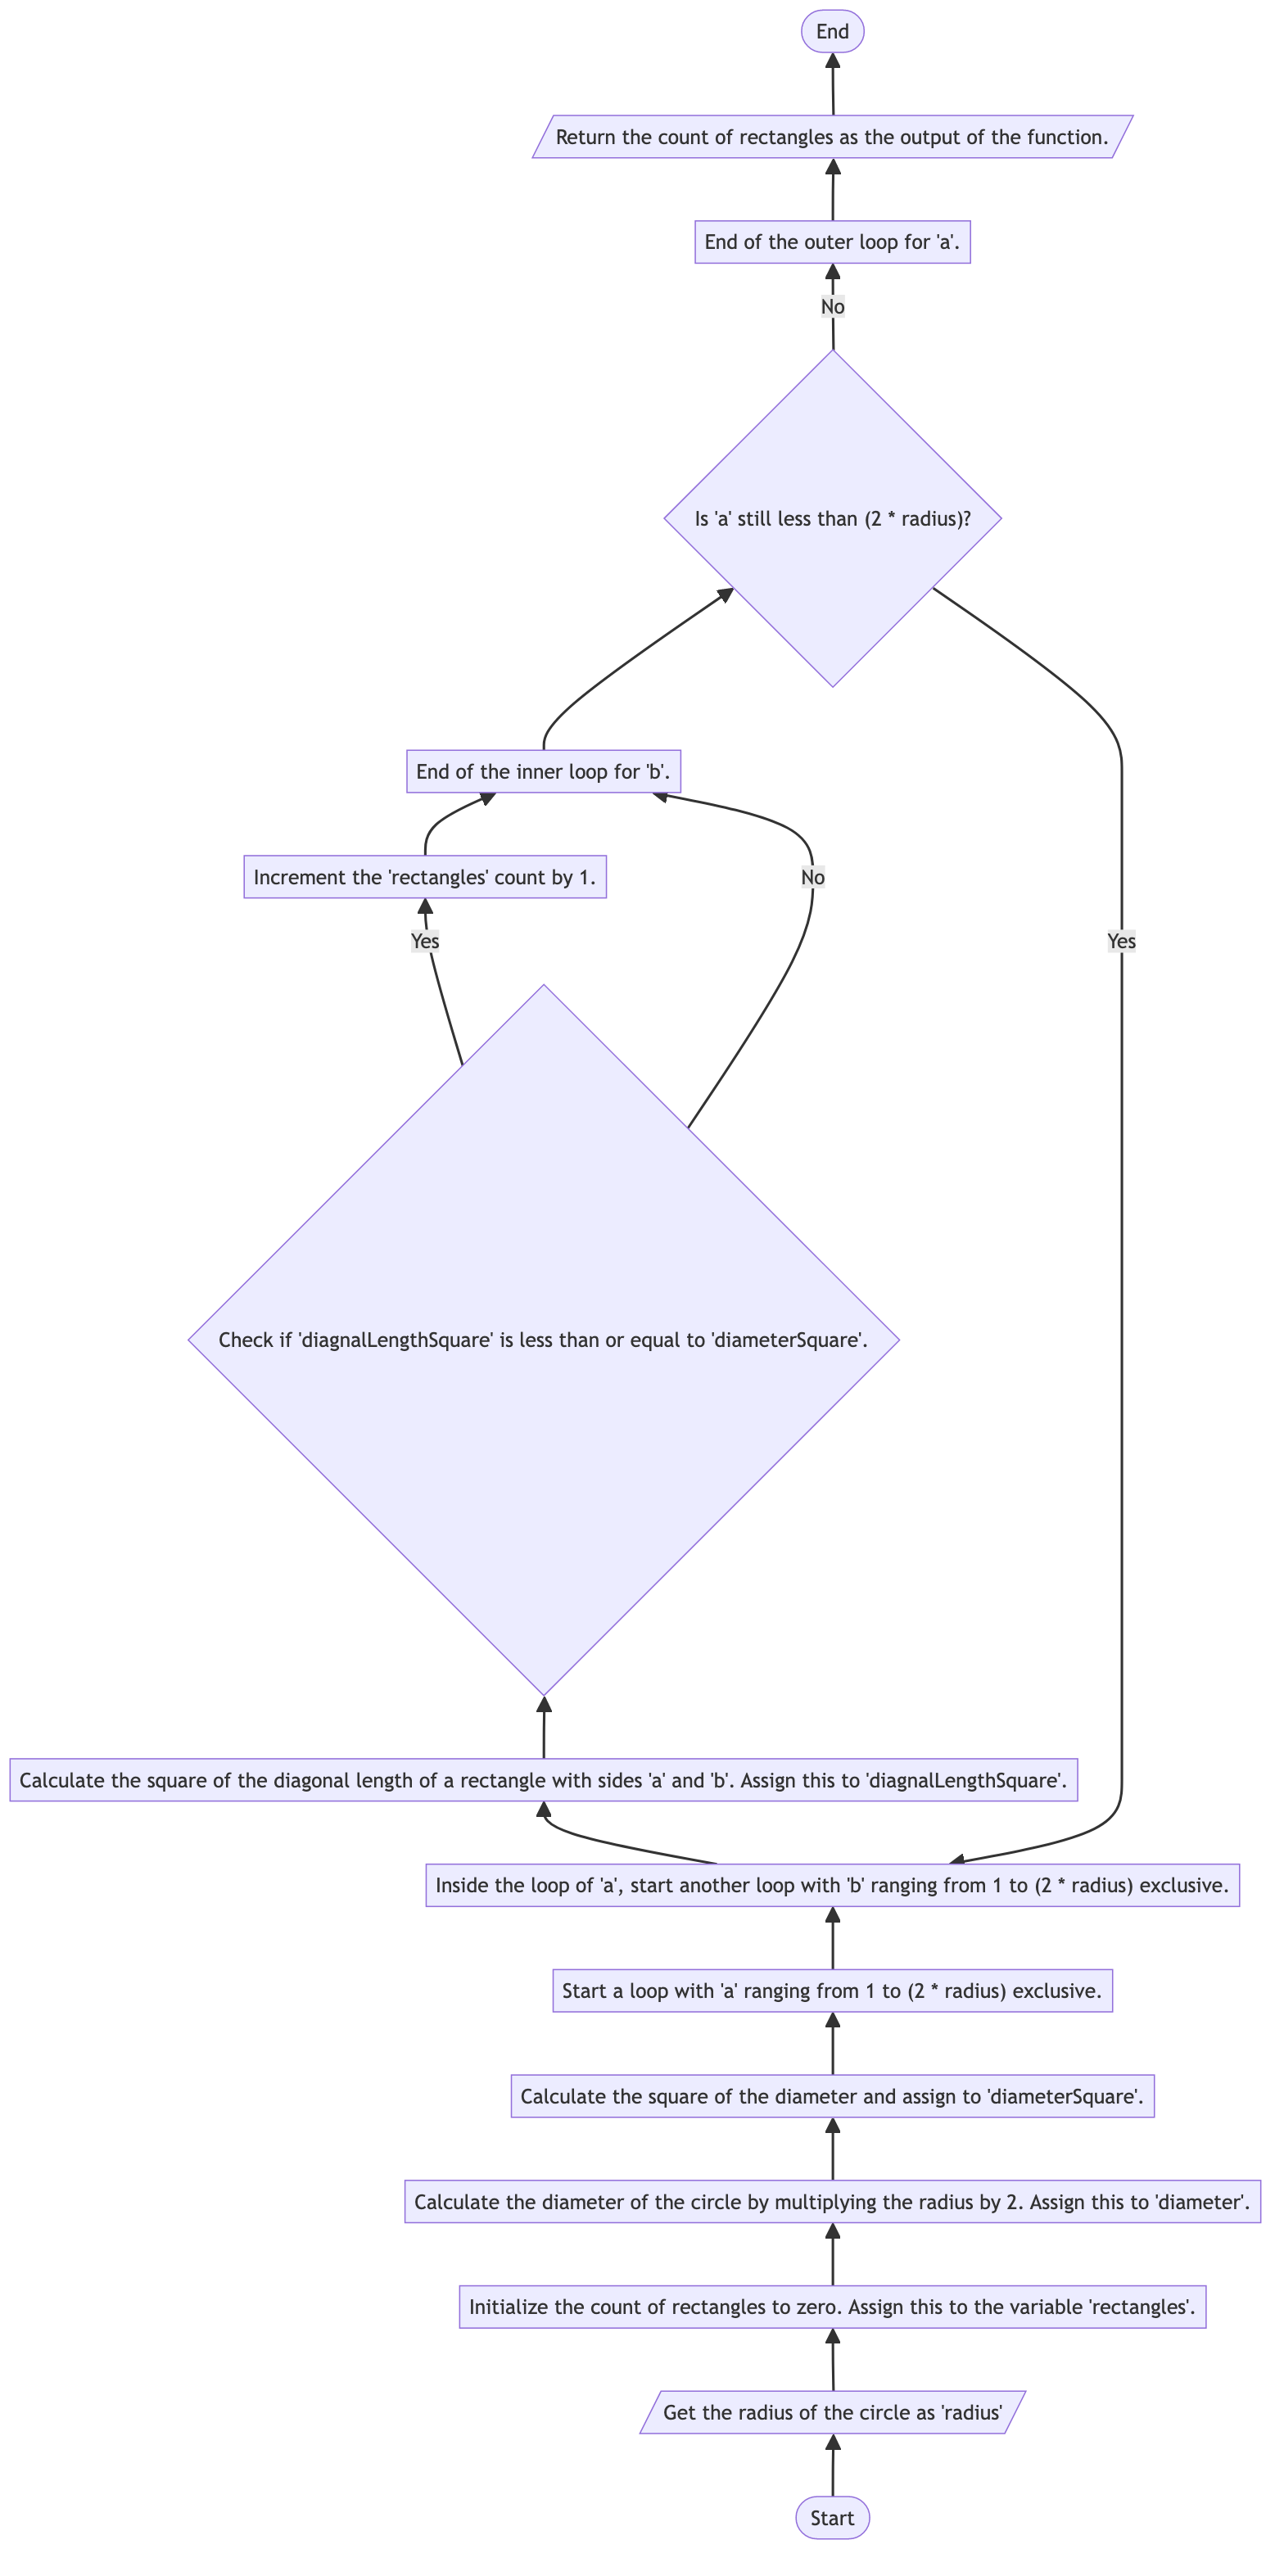 End
Return the count of rectangles as the output of the function.
End of the outer loop for 'a'.
No
Is 'a' still less than (2 * radius)?
End of the inner loop for 'b'.
Increment the 'rectangles' count by 1.
No
Yes
Yes
Check if 'diagnalLengthSquare' is less than or equal to 'diameterSquare'.
Calculate the square of the diagonal length of a rectangle with sides 'a' and 'b'. Assign this to 'diagnalLengthSquare'.
Inside the loop of 'a', start another loop with 'b' ranging from 1 to (2 * radius) exclusive.
Start a loop with 'a' ranging from 1 to (2 * radius) exclusive.
Calculate the square of the diameter and assign to 'diameterSquare'.
Calculate the diameter of the circle by multiplying the radius by 2. Assign this to 'diameter'.
Initialize the count of rectangles to zero. Assign this to the variable 'rectangles'.
Get the radius of the circle as 'radius'
Start